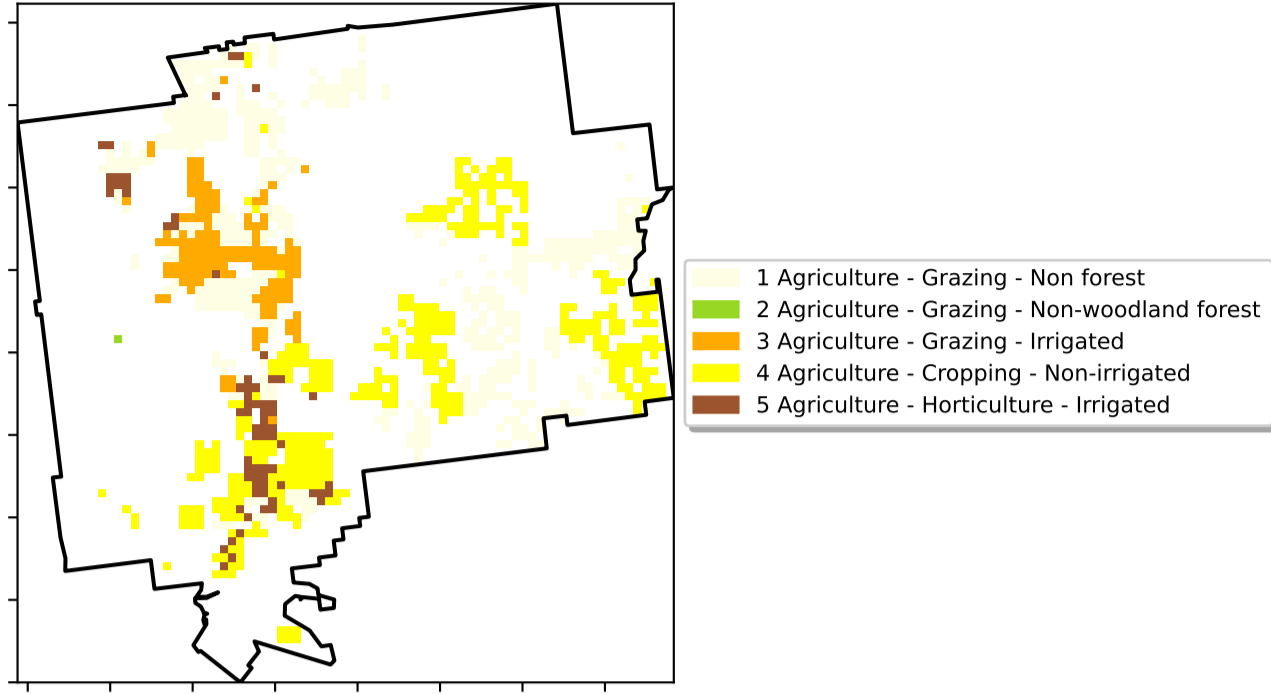 1 Agriculture - Grazing - Non forest
2 Agriculture - Grazing - Non-woodland forest
3 Agriculture - Grazing - Irrigated
4 Agriculture - Cropping - Non-irrigated
5 Agriculture - Horticulture - Irrigated